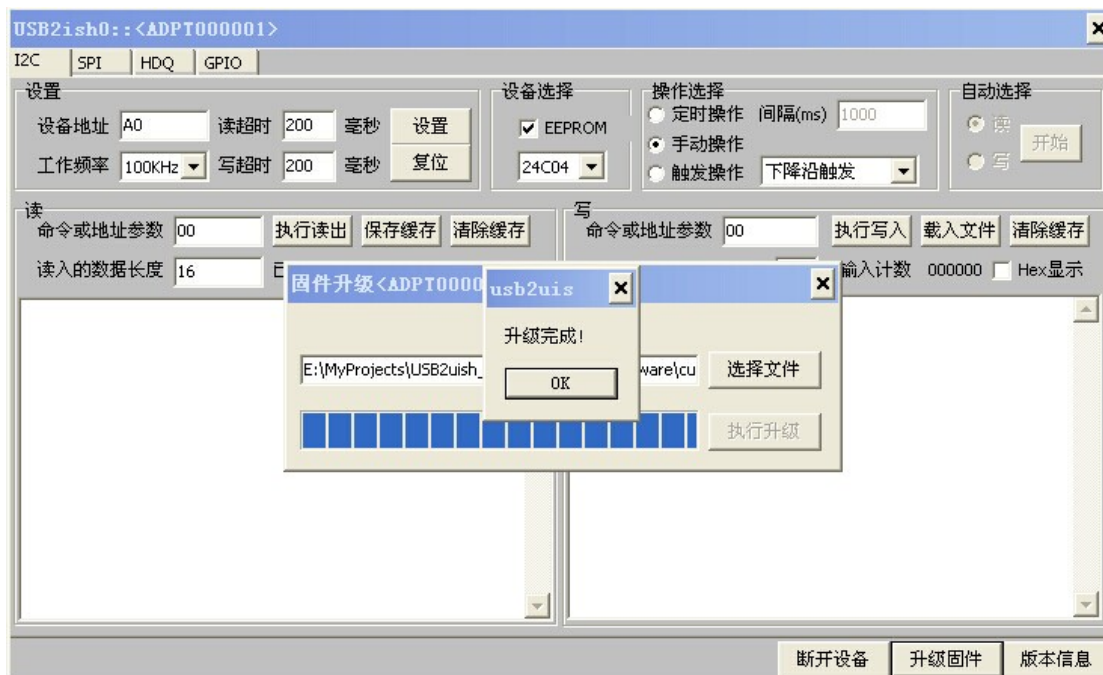 USB2ish0::<ADPT000001>
I2C SPI HDQ GPIO
设置 设备选择 操作选择 自动选择
设备地址 A0 读超时 200 毫秒 设置 EEPROM 定时操作 间隔(ms) 1000 读 开始
手动操作
工作频率 100KHz 写超时 200 毫秒 复位 24C04 触发操作 下降沿触发 写
读 写
命令或地址参数 00 执行读出 保存缓存 清除缓存 命令或地址参数 00 执行写入 载入文件 清除缓存
读入的数据长度 16 输入计数 000000 Hex显示
固件升级<ADPT0000 usb2uis
升级完成!
E:\MyProjects\USB2uish_ ware\cu 选择文件
OK
执行升级
断开设备 升级固件 版本信息